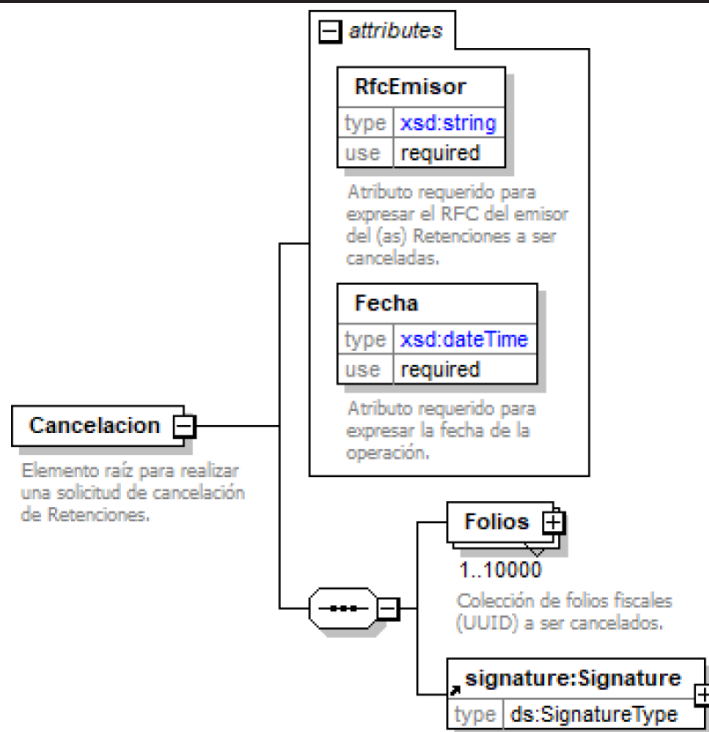 attributes
RfcEmisor
type xsd:string
use required
Atributo requerido para
expresar el RFC del emisor
del (as) Retenciones a ser
canceladas.
Fecha
type xsd:dateTime
use required
Atributo requerido para
expresar la fecha de la
operación.
Cancelacion
Elemento raíz para realizar
una solicitud de cancelación
de Retenciones.
Folios
1..10000
Colección de folios fiscales
(UUID) a ser cancelados.
signature:Signature
type ds:SignatureType